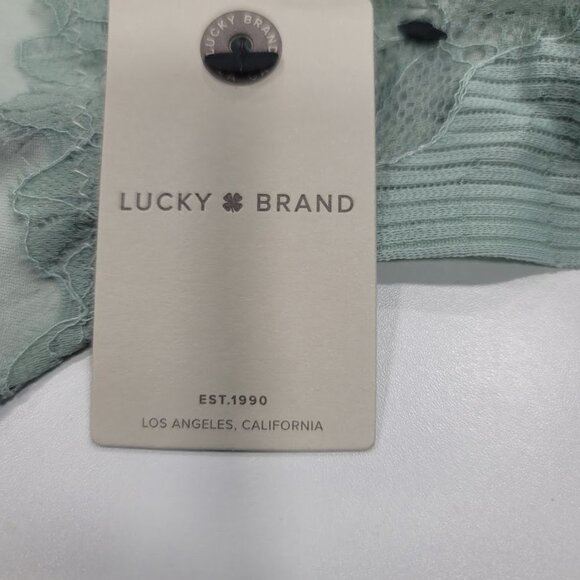 LUCKY BRAND
LUCKY BRAND
EST.1990
LOS ANGELES, CALIFORNIA